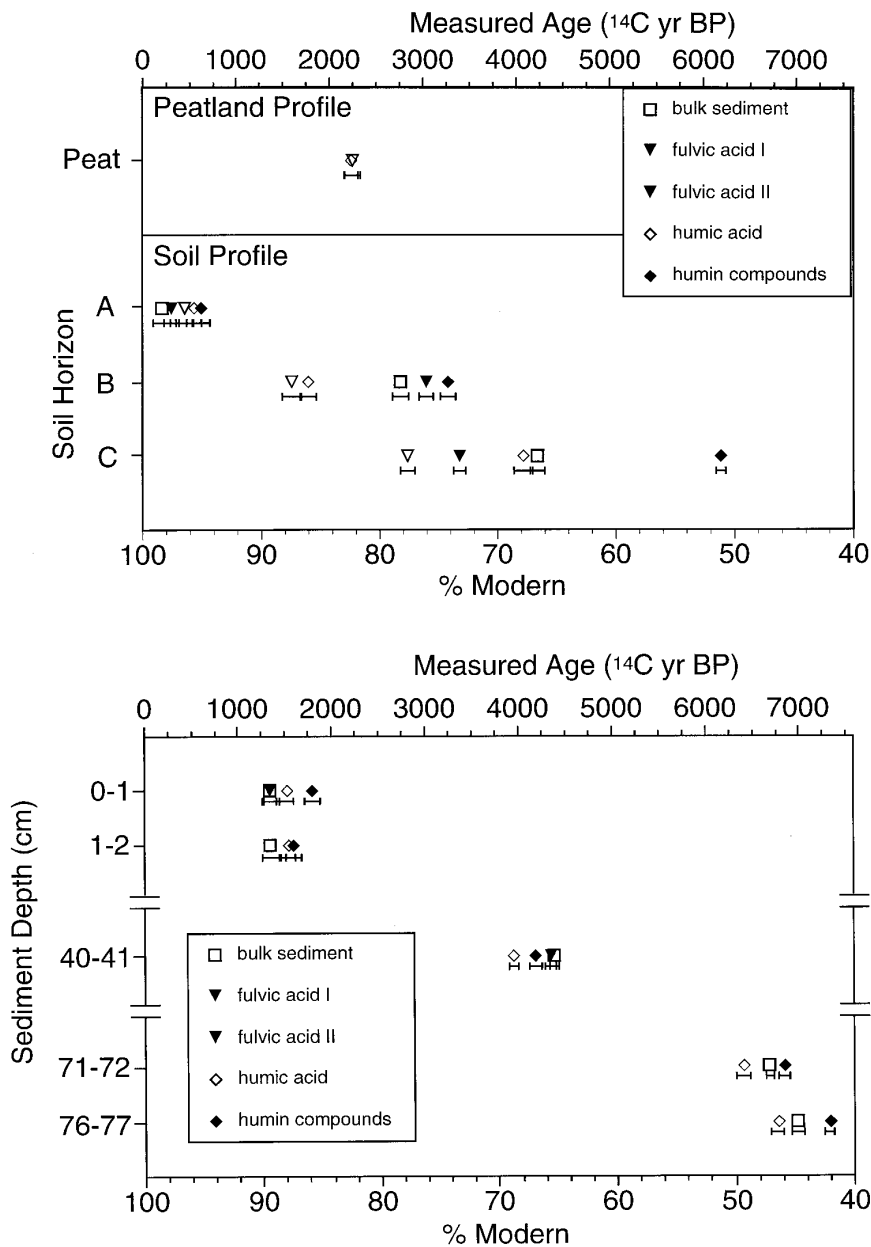 Measured Age (14C yr BP)
0 1000 2000 3000 4000 5000 6000 7000
Peatland Profile
Peat
bulk sediment
fulvic acid I
fulvic acid II
humic acid
humin compounds
Soil Profile
Soil Horizon
A
B
C
100 90 80 70 60 50 40
% Modern
Measured Age (14C yr BP)
0 1000 2000 3000 4000 5000 6000 7000
Sediment Depth (cm)
0-1
1-2
40-41
71-72
76-77
bulk sediment
fulvic acid I
fulvic acid II
humic acid
humin compounds
100 90 80 70 60 50 40
% Modern